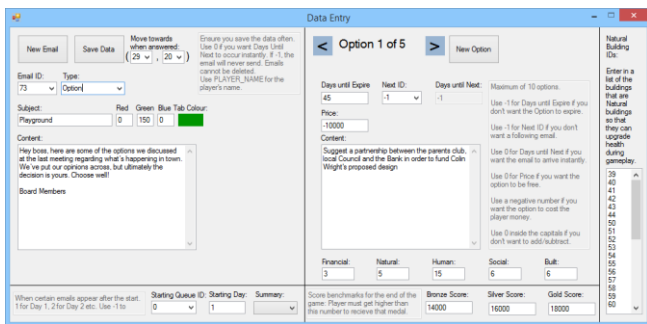 Data Entry
New Email
Save Data
Move towards
when answered:
( 29 , 20 )
Ensure you save the data often.
Use 0 if you want Days Until
Next to occur instantly. If -1, the
email will never send. Emails
cannot be deleted.
Use PLAYER_NAME for the
player's name.
Email ID: Type:
73 Option
Subject: Red Green Blue Tab Colour:
Playground 0 150 0
Content:
Hey boss, here are some of the options we discussed
at the last meeting regarding what's happening in town.
We've put our opinions across, but ultimately the
decision is yours. Choose well!
Board Members
When certain emails appear after the start.
1 for Day 1, 2 for Day 2 etc. Use -1 to
Starting Queue ID: Starting Day: Summary:
0 1
< Option 1 of 5 > New Option
Days until Expire Next ID: Days until Next:
45 -1 -1
Price:
-10000
Content:
Suggest a partnership between the parents club,
local Council and the Bank in order to fund Colin
Wright's proposed design
Maximum of 10 options.
Use -1 for Days until Expire if you
don't want the Option to expire.
Use -1 for Next ID if you don't
want a following email.
Use 0 for Days until Next if you
want the email to arrive instantly.
Use 0 for Price if you want the
option to be free.
Use a negative number if you
want the option to cost the
player money.
Use 0 inside the capitals if you
don't want to add/subtract.
Financial: Natural: Human: Social: Built:
3 5 15 6 6
Score benchmarks for the end of the
game. Player must get higher than
this number to recieve that medal.
Bronze Score: Silver Score: Gold Score:
14000 16000 18000
Natural
Building
IDs:
Enter in a
list of the
buildings
that are
Natural
buildings
so that
they can
upgrade
health
during
gameplay.
39
40
41
42
43
44
50
51
52
53
54
55
56
57
58
59
60